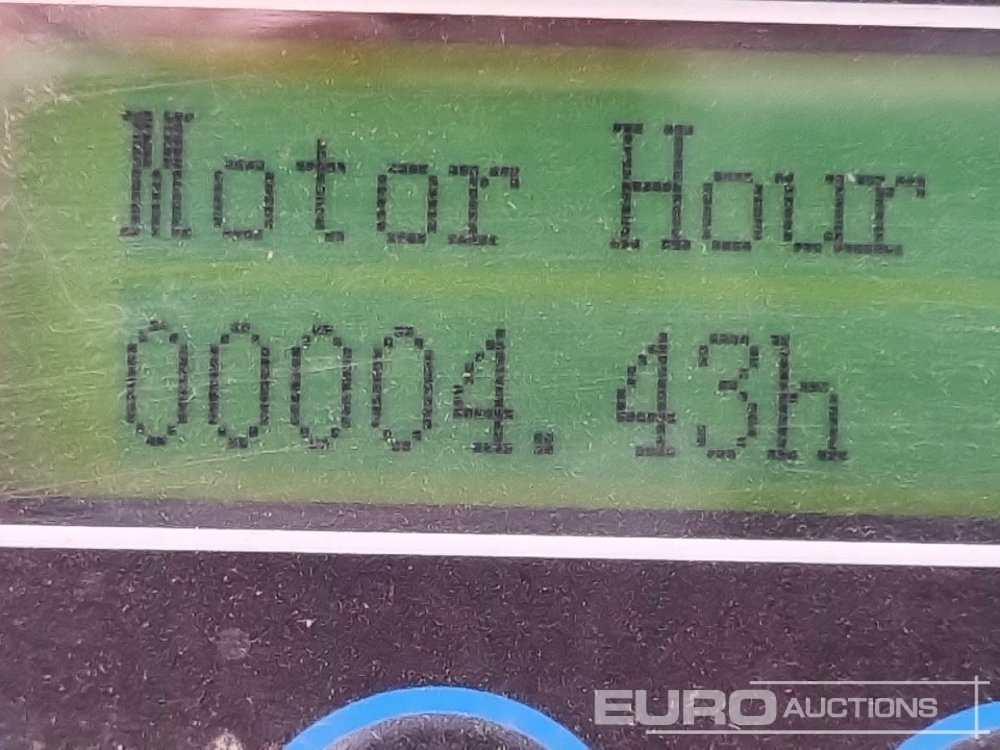 Motor Hour
00004.43h
EURO AUCTIONS